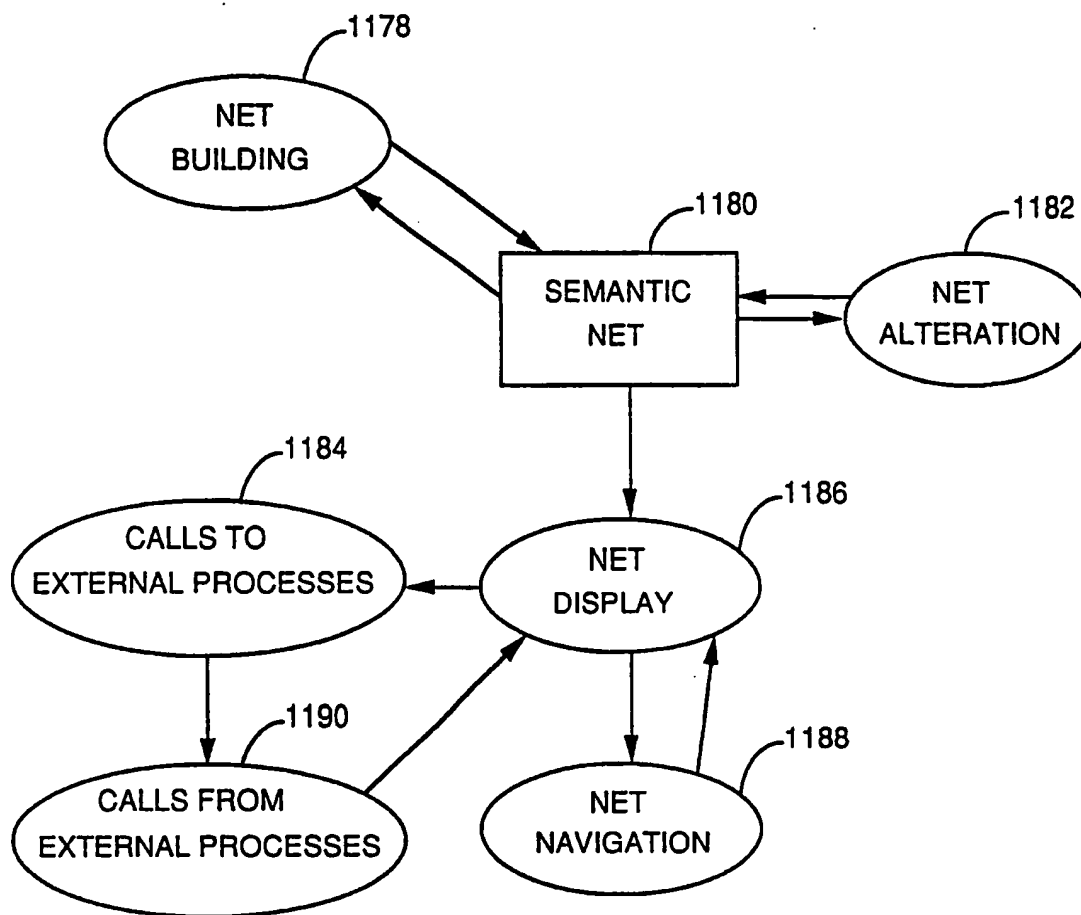 1178
NET
BUILDING
1180
SEMANTIC
NET
1182
NET
ALTERATION
1184
CALLS TO
EXTERNAL PROCESSES
1186
NET
DISPLAY
1190
CALLS FROM
EXTERNAL PROCESSES
1188
NET
NAVIGATION